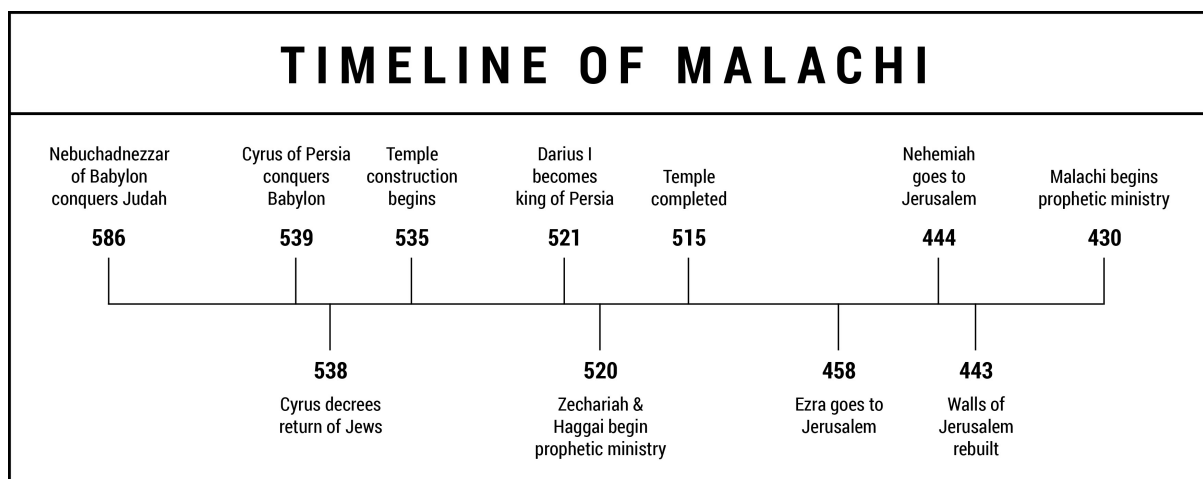 TIMELINE OF MALACHI
Nebuchadnezzar
of Babylon
conquers Judah
586
Cyrus of Persia
conquers
Babylon
539
Temple
construction
begins
535
Darius I
becomes
king of Persia
521
Temple
completed
515
Nehemiah
goes to
Jerusalem
444
Malachi begins
prophetic ministry
430
538
Cyrus decrees
return of Jews
520
Zechariah &
Haggai begin
prophetic ministry
458
Ezra goes to
Jerusalem
443
Walls of
Jerusalem
rebuilt